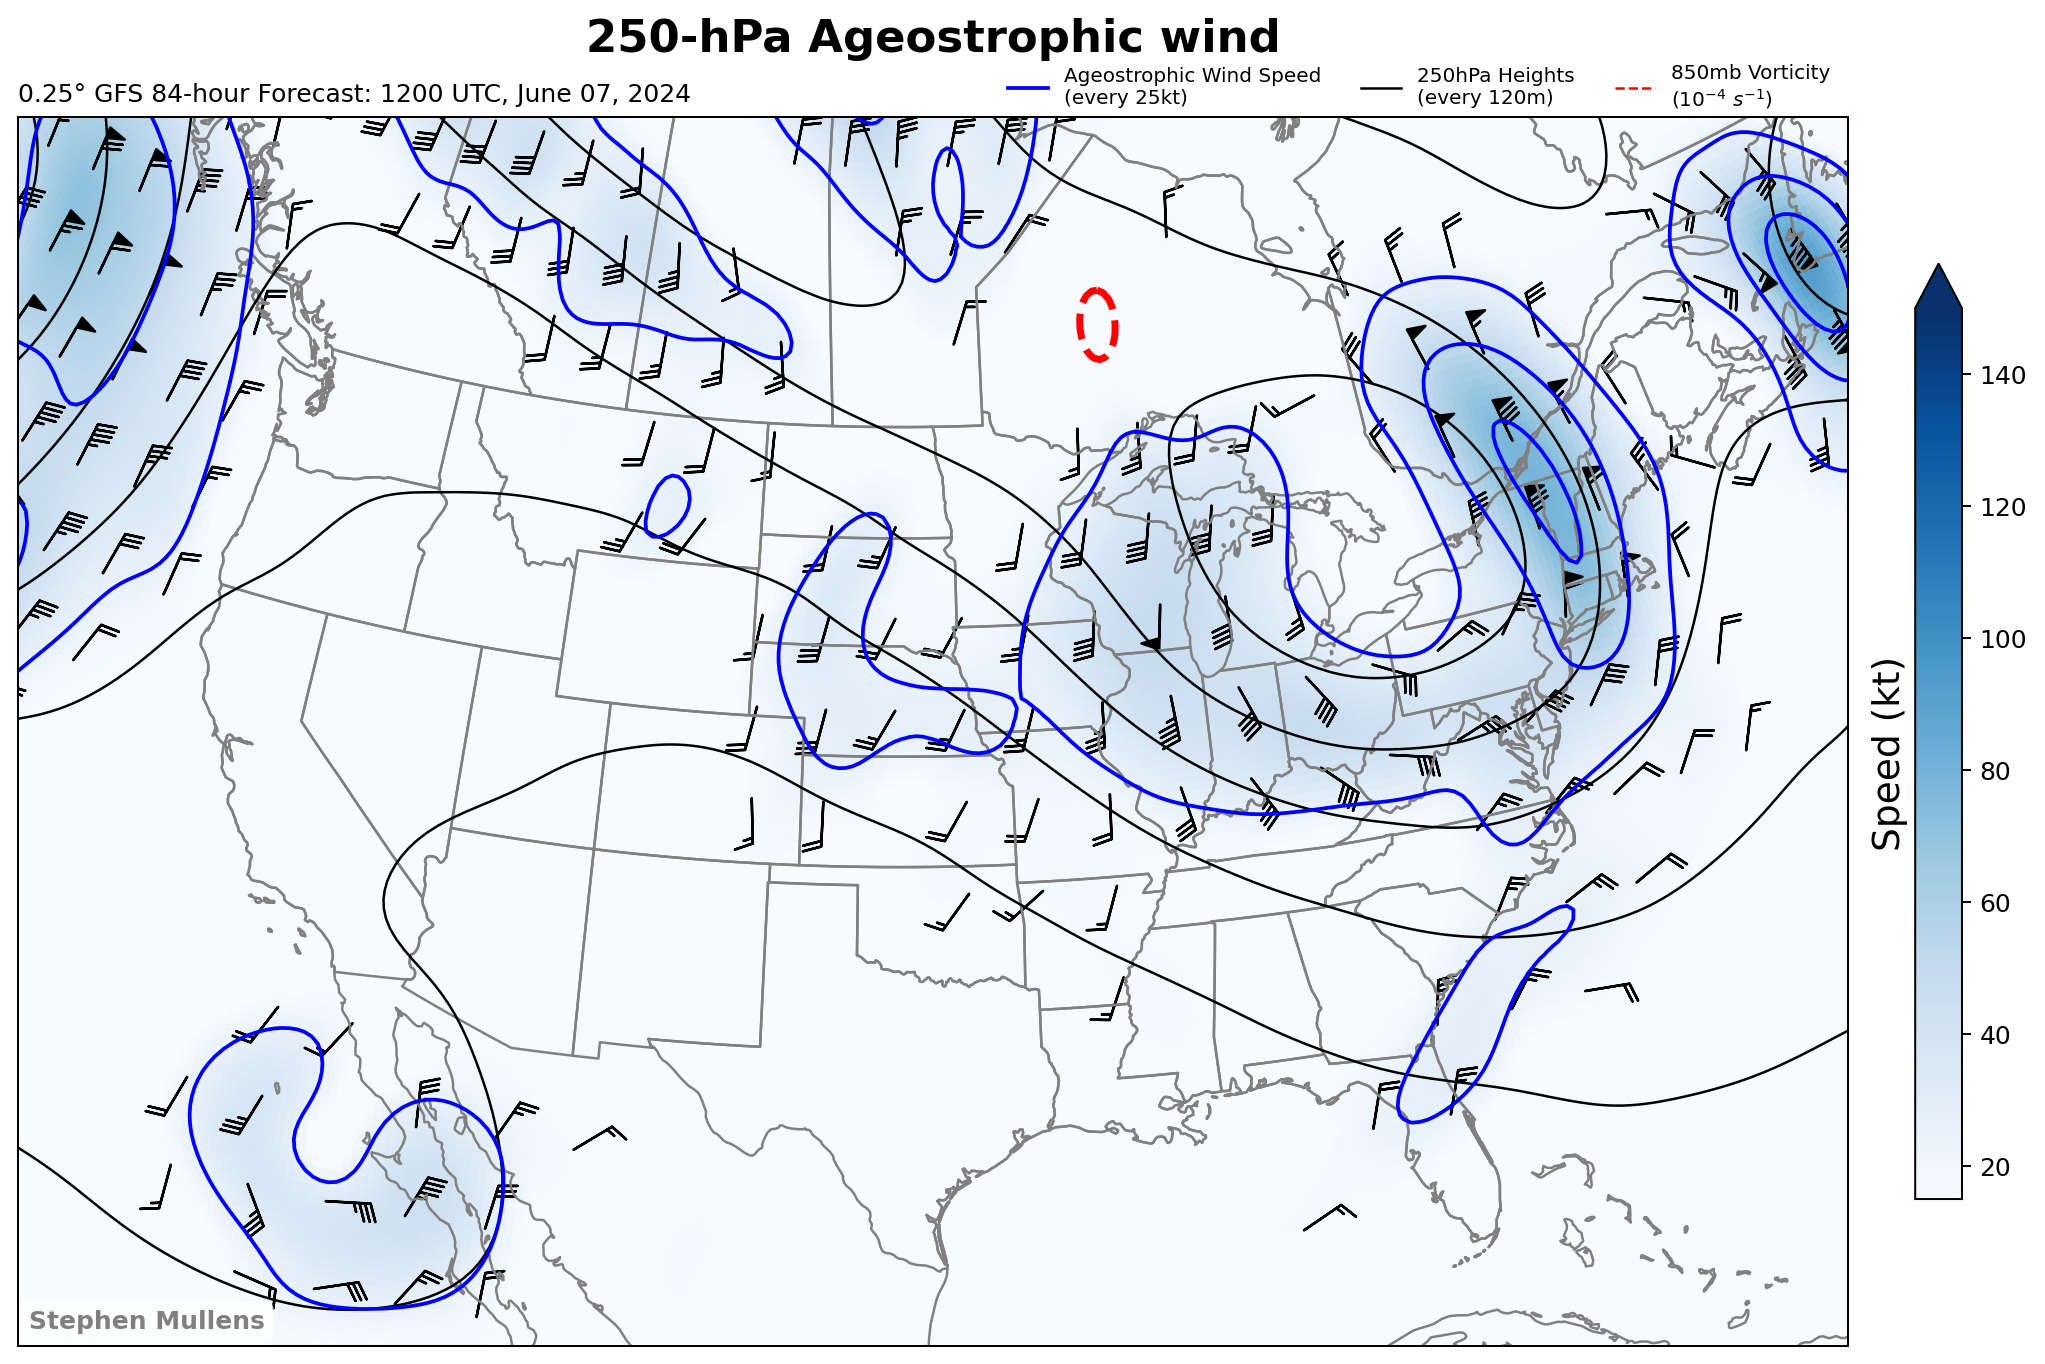 250-hPa Ageostrophic wind
0.25° GFS 84-hour Forecast: 1200 UTC, June 07, 2024
Ageostrophic Wind Speed
(every 25kt)
250hPa Heights
(every 120m)
850mb Vorticity
(10⁻⁴ s⁻¹)
140
120
100
80
60
40
20
Speed (kt)
Stephen Mullens